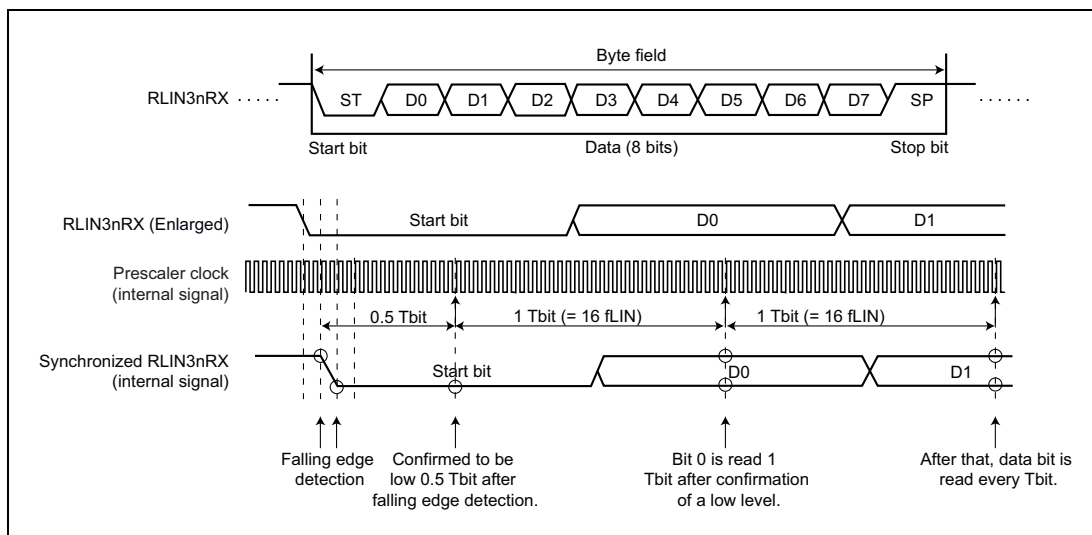 Byte field
RLIN3nRX
ST D0 D1 D2 D3 D4 D5 D6 D7 SP
Start bit Data (8 bits) Stop bit
RLIN3nRX (Enlarged)
Start bit D0 D1
Prescaler clock
(internal signal)
0.5 Tbit 1 Tbit (= 16 fLIN) 1 Tbit (= 16 fLIN)
Synchronized RLIN3nRX
(internal signal)
Start bit D0 D1
Falling edge
detection
Confirmed to be
low 0.5 Tbit after
falling edge detection.
Bit 0 is read 1
Tbit after confirmation
of a low level.
After that, data bit is
read every Tbit.